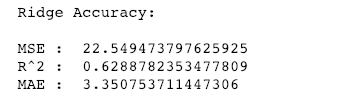 Ridge Accuracy:
MSE :  22.549473797625925
R^2 :  0.6288782353477809
MAE :  3.350753711447306